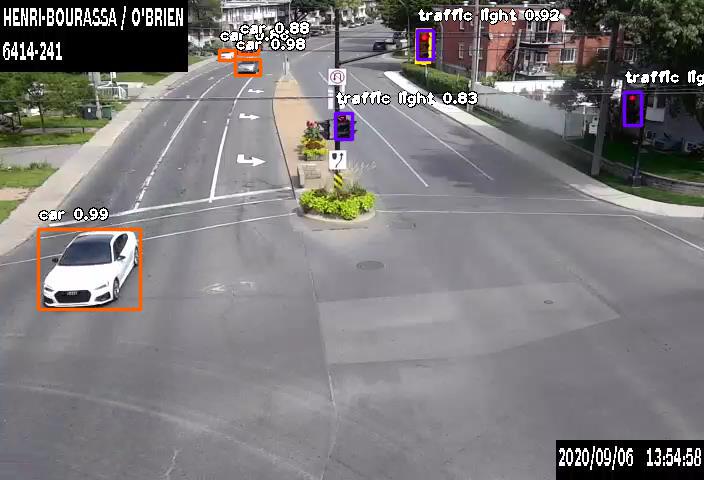 HENRI-BOURASSA / O'BRIEN
6414-241
traffic light 0.92
car 0.88
car
car 0.98
traffic lig
traffic light 0.83
car 0.99
2020/09/06 13:54:58